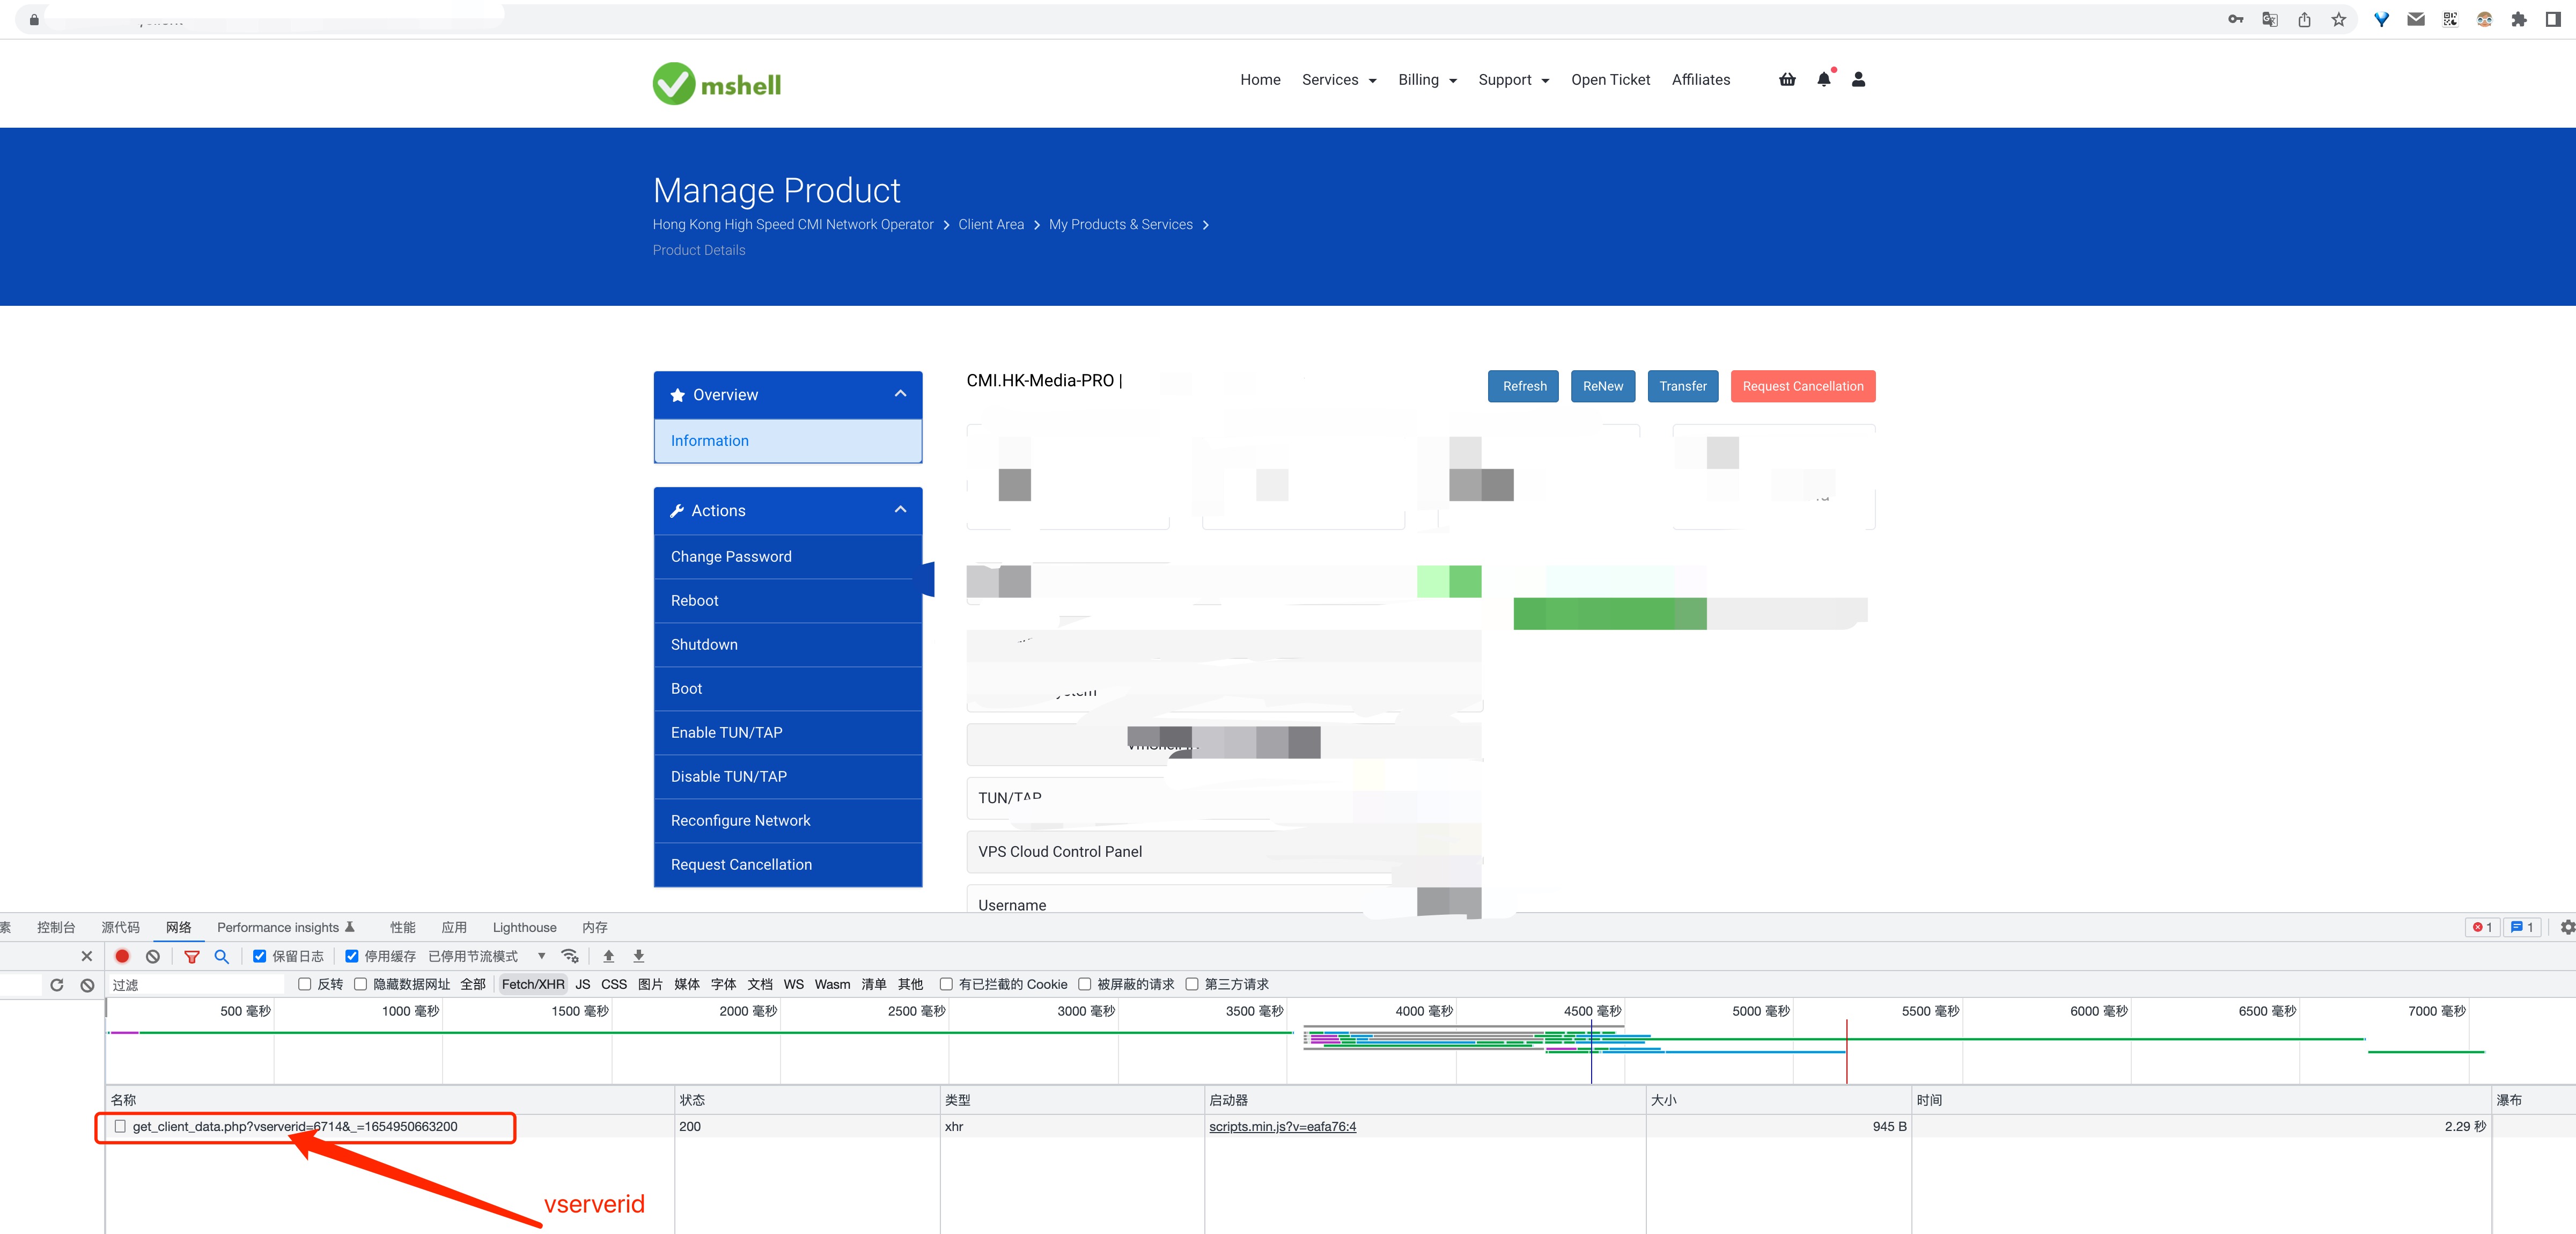 mshell
Home Services Billing Support Open Ticket Affiliates
Manage Product
Hong Kong High Speed CMI Network Operator > Client Area > My Products & Services >
Product Details
Overview
Information
Actions
Change Password
Reboot
Shutdown
Boot
Enable TUN/TAP
Disable TUN/TAP
Reconfigure Network
Request Cancellation
CMI.HK-Media-PRO |
Refresh ReNew Transfer Request Cancellation
TUN/TAP
VPS Cloud Control Panel
Username
素 控制台 源代码 网络 Performance insights 性能 应用 Lighthouse 内存 1 1
保留日志 停用缓存 已停用节流模式
过滤 反转 隐藏数据网址 全部 Fetch/XHR JS CSS 图片 媒体 字体 文档 WS Wasm 清单 其他 有已拦截的 Cookie 被屏蔽的请求 第三方请求
500 毫秒 1000 毫秒 1500 毫秒 2000 毫秒 2500 毫秒 3000 毫秒 3500 毫秒 4000 毫秒 4500 毫秒 5000 毫秒 5500 毫秒 6000 毫秒 6500 毫秒 7000 毫秒
名称 状态 类型 启动器 大小 时间 瀑布
get_client_data.php?vserverid=6714&_=1654950663200 200 xhr scripts.min.js?v=eafa76:4 945 B 2.29 秒
vserverid